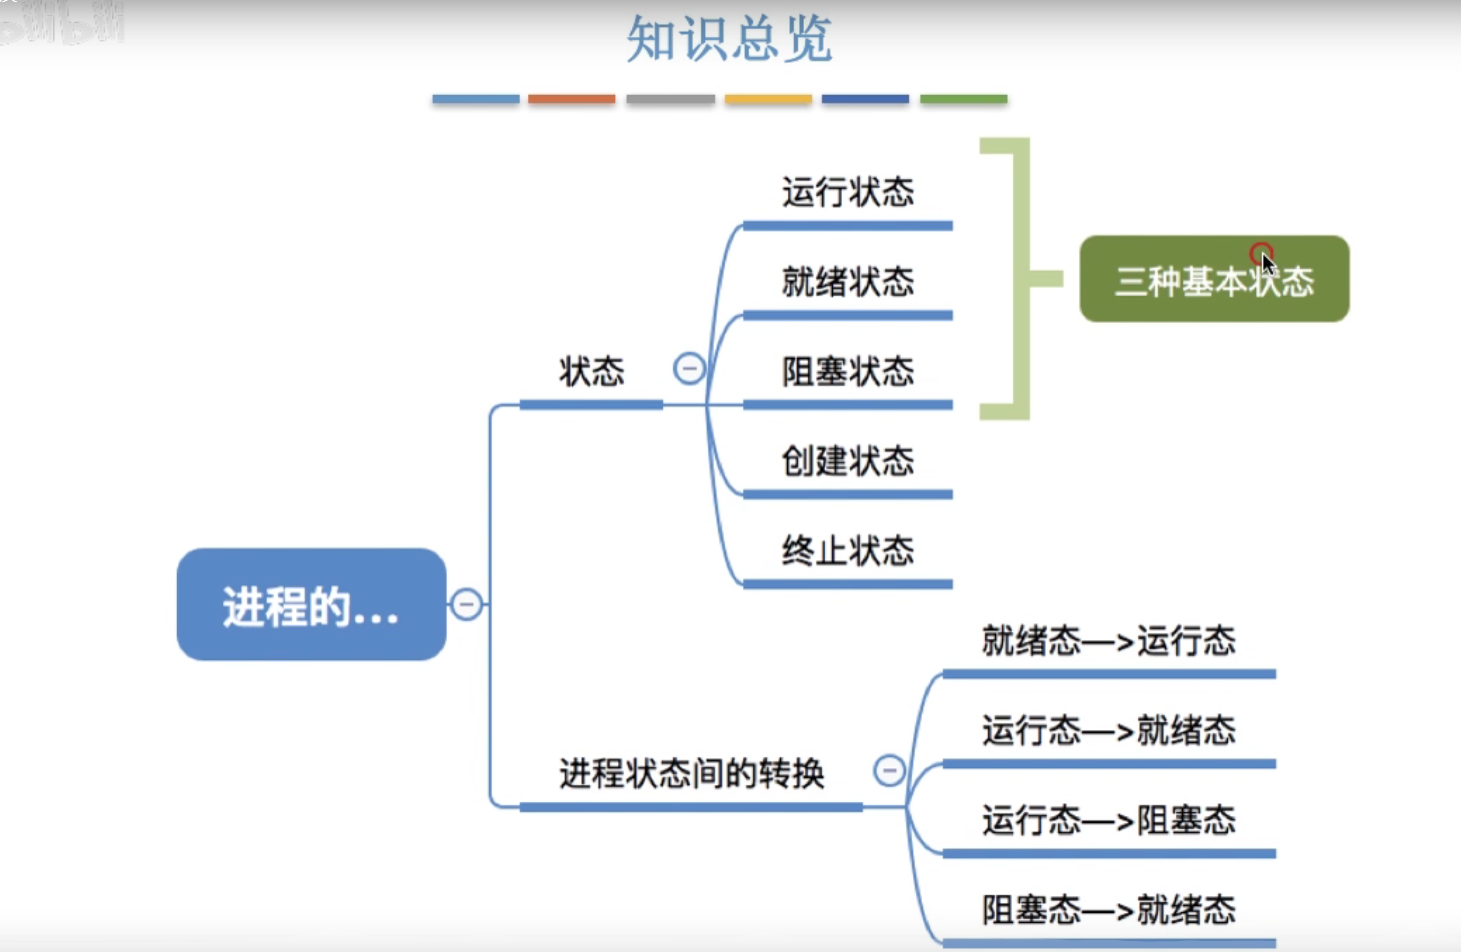 知识总览
运行状态
就绪状态
三种基本状态
状态
阻塞状态
创建状态
终止状态
进程的...
就绪态—>运行态
运行态—>就绪态
进程状态间的转换
运行态—>阻塞态
阻塞态—>就绪态